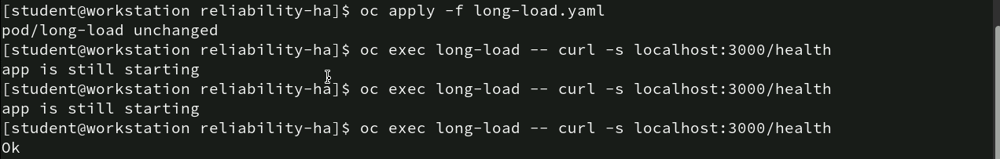 [student@workstation reliability-ha]$ oc apply -f long-load.yaml
pod/long-load unchanged
[student@workstation reliability-ha]$ oc exec long-load -- curl -s localhost:3000/health
app is still starting
[student@workstation reliability-ha]$ oc exec long-load -- curl -s localhost:3000/health
app is still starting
[student@workstation reliability-ha]$ oc exec long-load -- curl -s localhost:3000/health
Ok